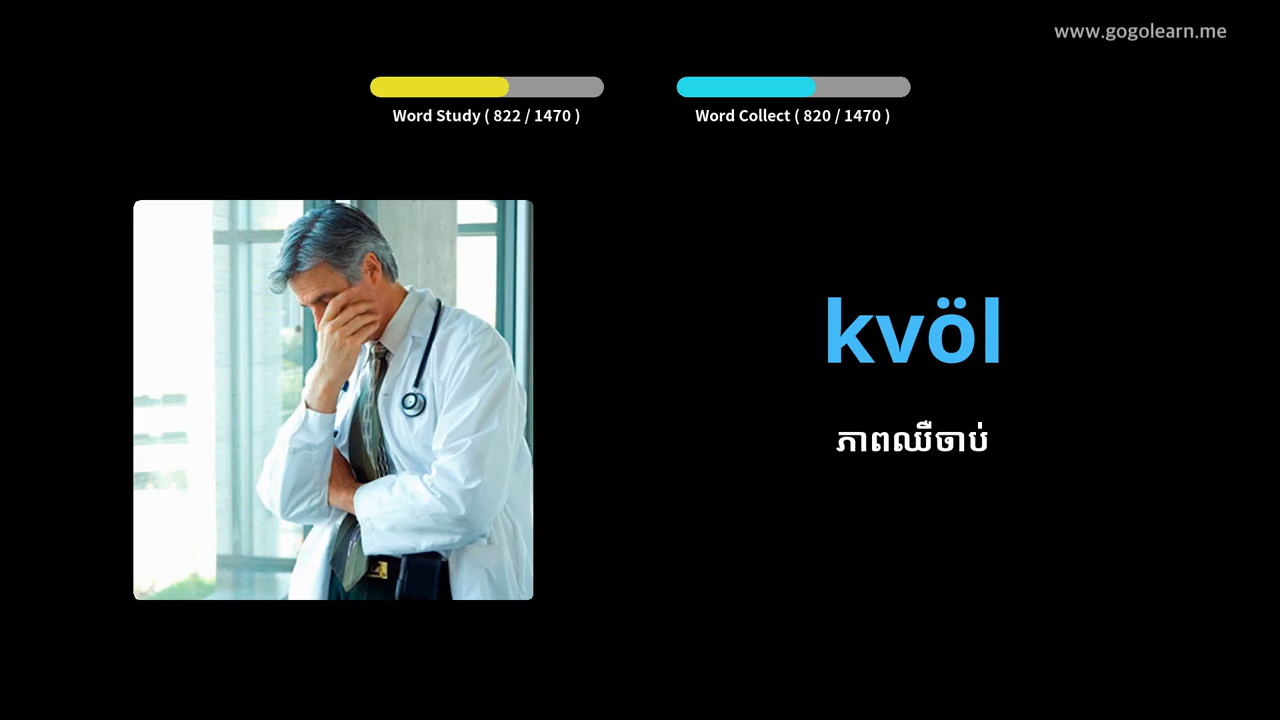 www.gogolearn.me
Word Study ( 822 / 1470 )
Word Collect ( 820 / 1470 )
kvöl
ភាពឈឺចាប់